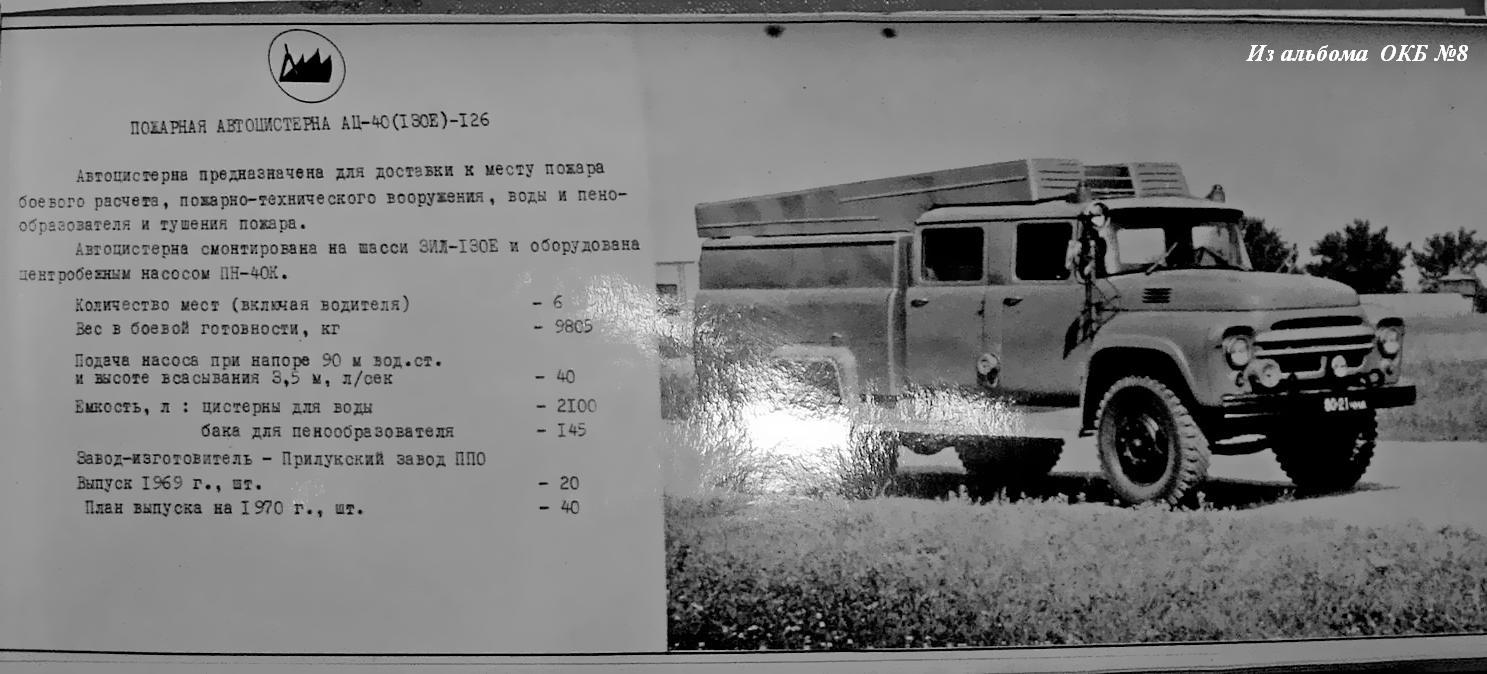 Из альбома ОКБ №8
ПОЖАРНАЯ АВТОЦИСТЕРНА АЦ-40(130Е)-126
Автоцистерна предназначена для доставки к месту пожара
боевого расчета, пожарно-технического вооружения, воды и пено-
образователя и тушения пожара.
Автоцистерна смонтирована на шасси ЗИЛ-130Е и оборудована
центробежным насосом ПН-40К.
Количество мест (включая водителя) - 6
Вес в боевой готовности, кг - 9805
Подача насоса при напоре 90 м вод.ст.
и высоте всасывания 3,5 м, л/сек - 40
Емкость, л : цистерны для воды - 2100
бака для пенообразователя - 145
Завод-изготовитель - Прилукский завод ППО
Выпуск 1969 г., шт. - 20
План выпуска на 1970 г., шт. - 40